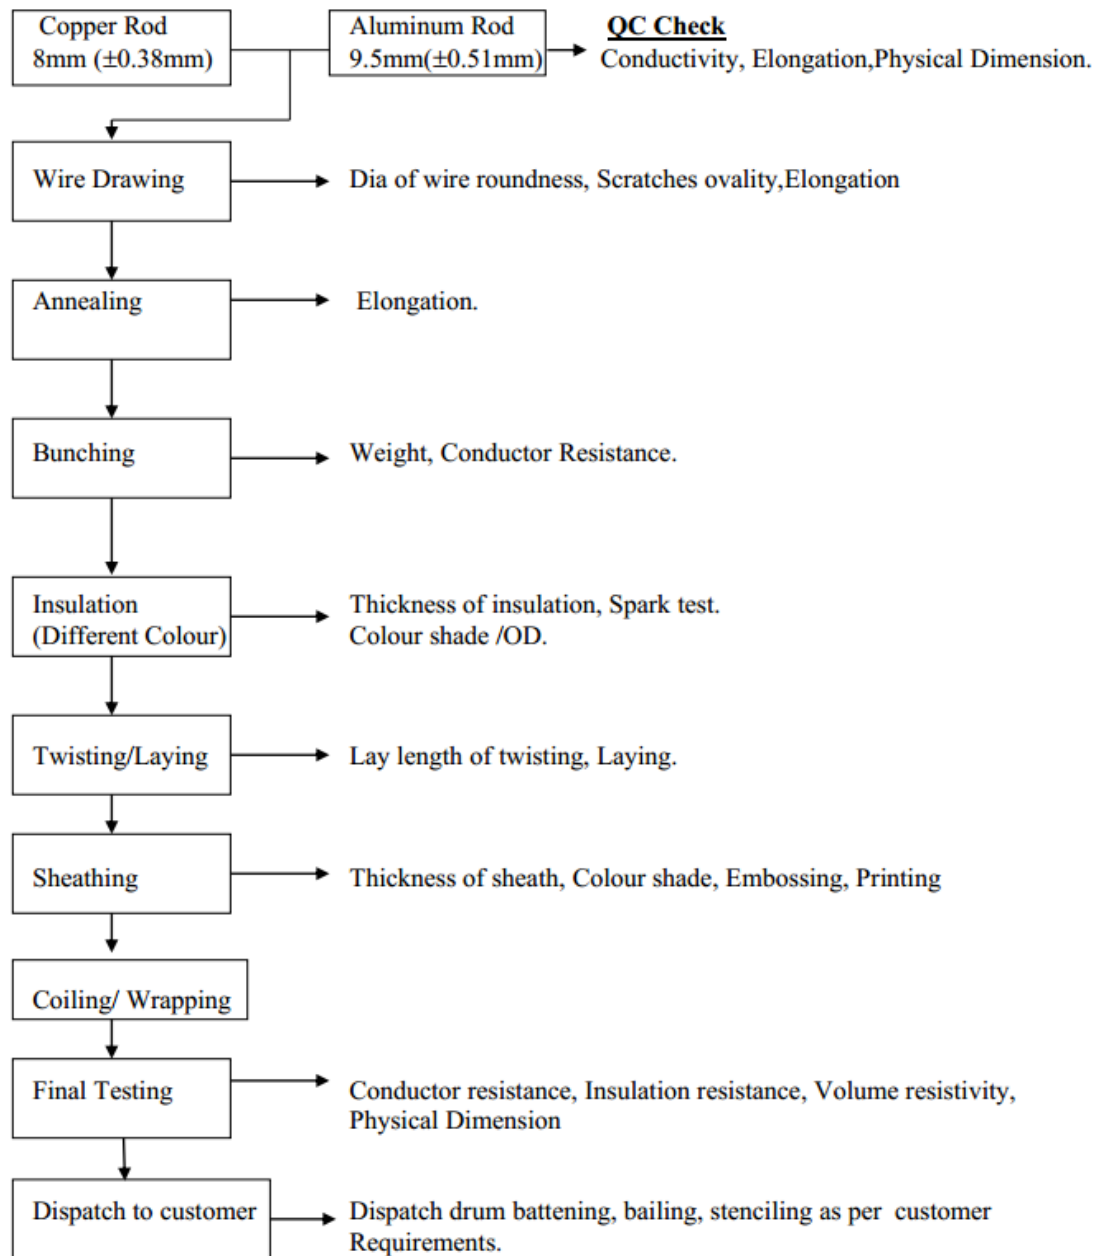 Copper Rod
8mm (±0.38mm)
Aluminum Rod
9.5mm(±0.51mm)
QC Check
Conductivity, Elongation,Physical Dimension.
Wire Drawing
Dia of wire roundness, Scratches ovality,Elongation
Annealing
Elongation.
Bunching
Weight, Conductor Resistance.
Insulation
(Different Colour)
Thickness of insulation, Spark test.
Colour shade /OD.
Twisting/Laying
Lay length of twisting, Laying.
Sheathing
Thickness of sheath, Colour shade, Embossing, Printing
Coiling/ Wrapping
Final Testing
Conductor resistance, Insulation resistance, Volume resistivity,
Physical Dimension
Dispatch to customer
Dispatch drum battening, bailing, stenciling as per customer
Requirements.